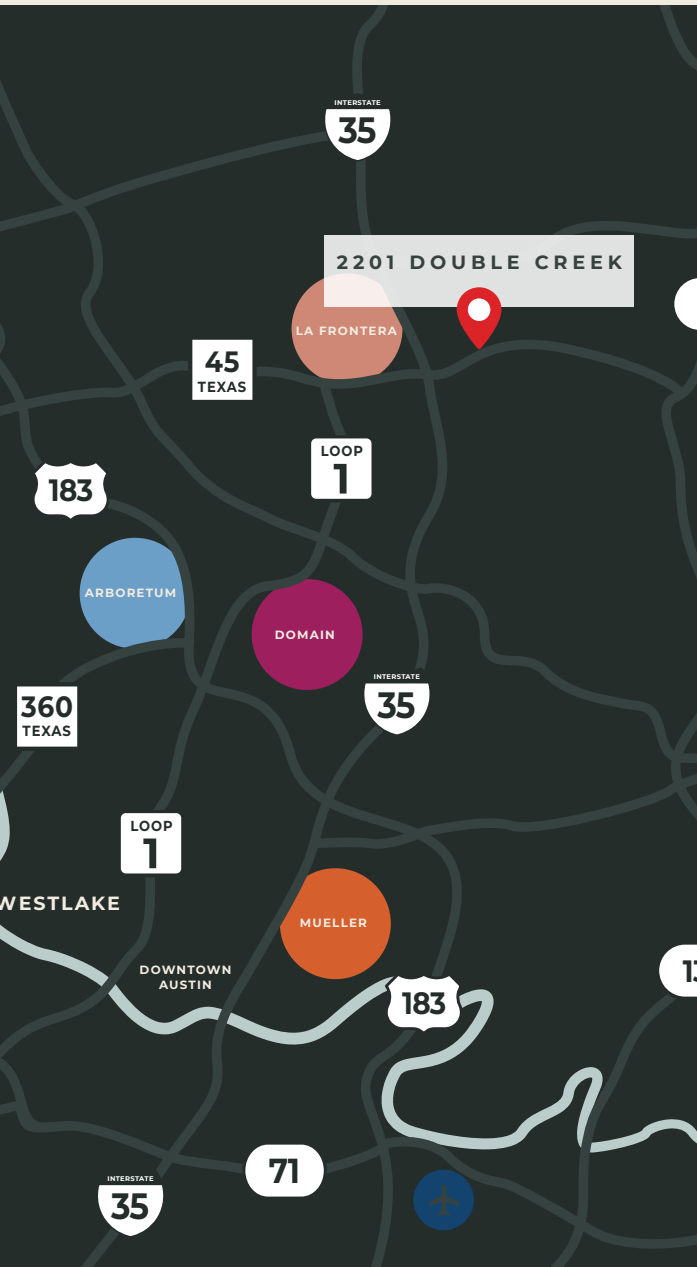 INTERSTATE
35
2201 DOUBLE CREEK
LA FRONTERA
45
TEXAS
LOOP
1
183
ARBORETUM
DOMAIN
INTERSTATE
35
360
TEXAS
LOOP
1
WESTLAKE
MUELLER
DOWNTOWN
AUSTIN
183
71
INTERSTATE
35